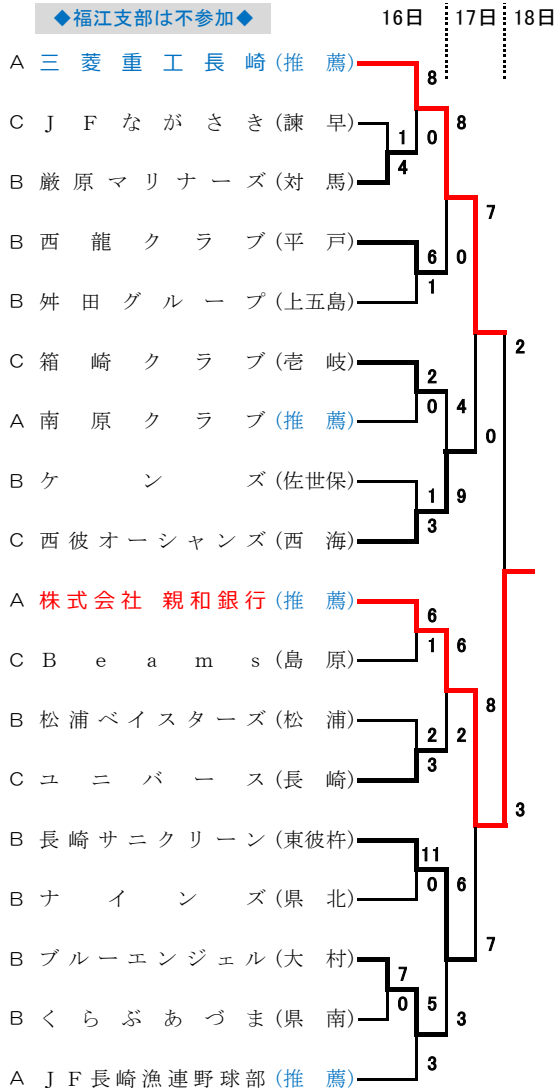 ◆福江支部は不参加◆ 16日 17日 18日
A 三菱重工長崎(推薦)
8
C JFながさき(諫早)
8
1 0
4
B 厳原マリナーズ(対馬)
7
B 西龍クラブ(平戸)
6 0
1
B 舛田グループ(上五島)
2
C 箱崎クラブ(壱岐)
2
0 4
A 南原クラブ(推薦)
0
B ケンズ(佐世保)
1 9
3
C 西彼オーシャンズ(西海)
A 株式会社 親和銀行(推薦)
6
1 6
C Beams(島原)
8
B 松浦ベイスターズ(松浦)
2 2
3
C ユニバース(長崎)
3
B 長崎サニクリーン(東彼杵)
11
0 6
B ナインズ(県北)
7
B ブルーエンジェル(大村)
7
0 5 3
B くらぶあづま(県南)
3
A JF長崎漁連野球部(推薦)